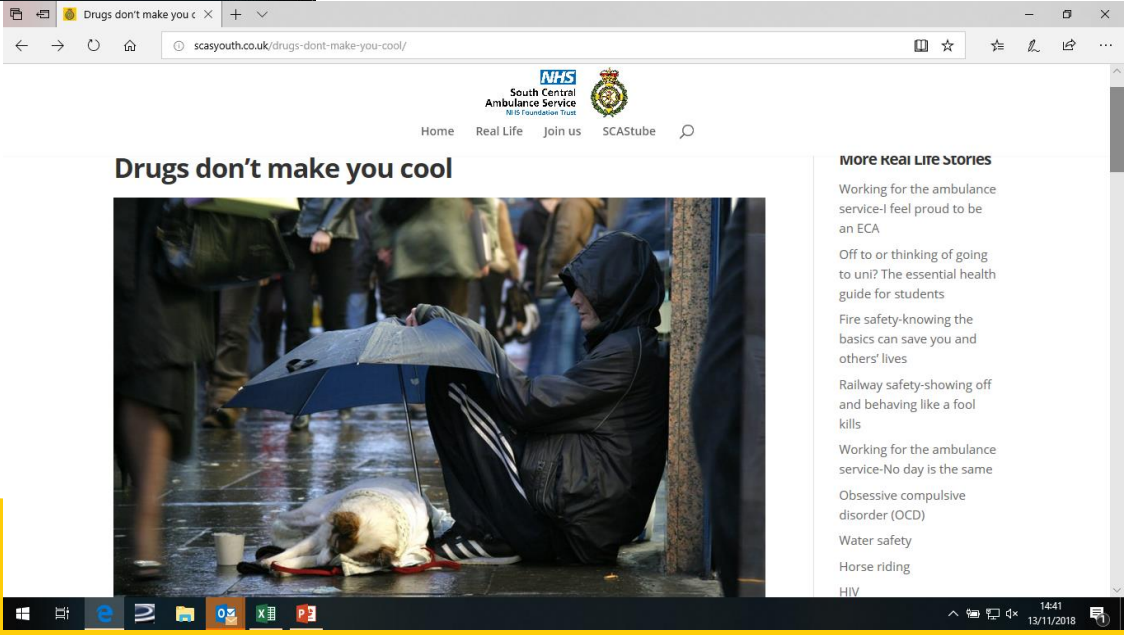 Drugs don't make you c
scasyouth.co.uk/drugs-dont-make-you-cool/
NHS
South Central
Ambulance Service
NHS Foundation Trust
Home Real Life Join us SCAStube
Drugs don't make you cool
More Real Life Stories
Working for the ambulance
service-I feel proud to be
an ECA
Off to or thinking of going
to uni? The essential health
guide for students
Fire safety-knowing the
basics can save you and
others' lives
Railway safety-showing off
and behaving like a fool
kills
Working for the ambulance
service-No day is the same
Obsessive compulsive
disorder (OCD)
Water safety
Horse riding
HIV
14:41
13/11/2018
1